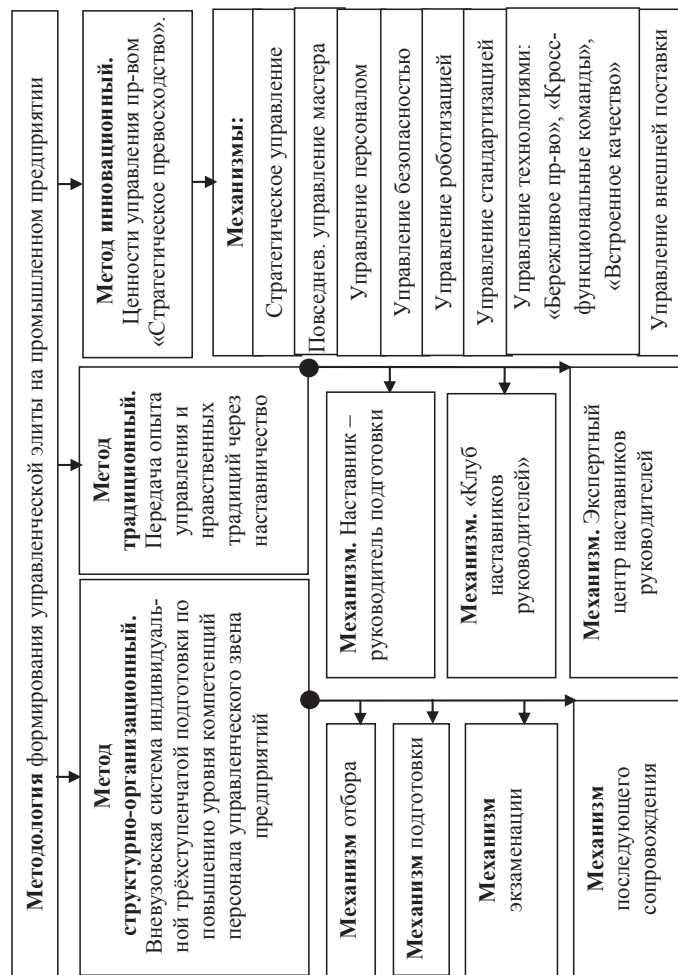 Методология формирования управленческой элиты на промышленном предприятии
Метод
структурно-организационный.
Вневузовская система индивидуаль-
ной трёхступенчатой подготовки по
повышению уровня компетенций
персонала управленческого звена
предприятий
Механизм отбора
Механизм подготовки
Механизм
экзаменации
Механизм
последующего
сопровождения
Метод
традиционный.
Передача опыта
управления и
нравственных
традиций через
наставничество
Механизм. Наставник –
руководитель подготовки
Механизм. «Клуб
наставников
руководителей»
Механизм. Экспертный
центр наставников
руководителей
Метод инновационный.
Ценности управления пр-вом
«Стратегическое превосходство».
Механизмы:
Стратегическое управление
Повседнев. управление мастера
Управление персоналом
Управление безопасностью
Управление роботизацией
Управление стандартизацией
Управление технологиями:
«Бережливое пр-во», «Кросс-
функциональные команды»,
«Встроенное качество»
Управление внешней поставки